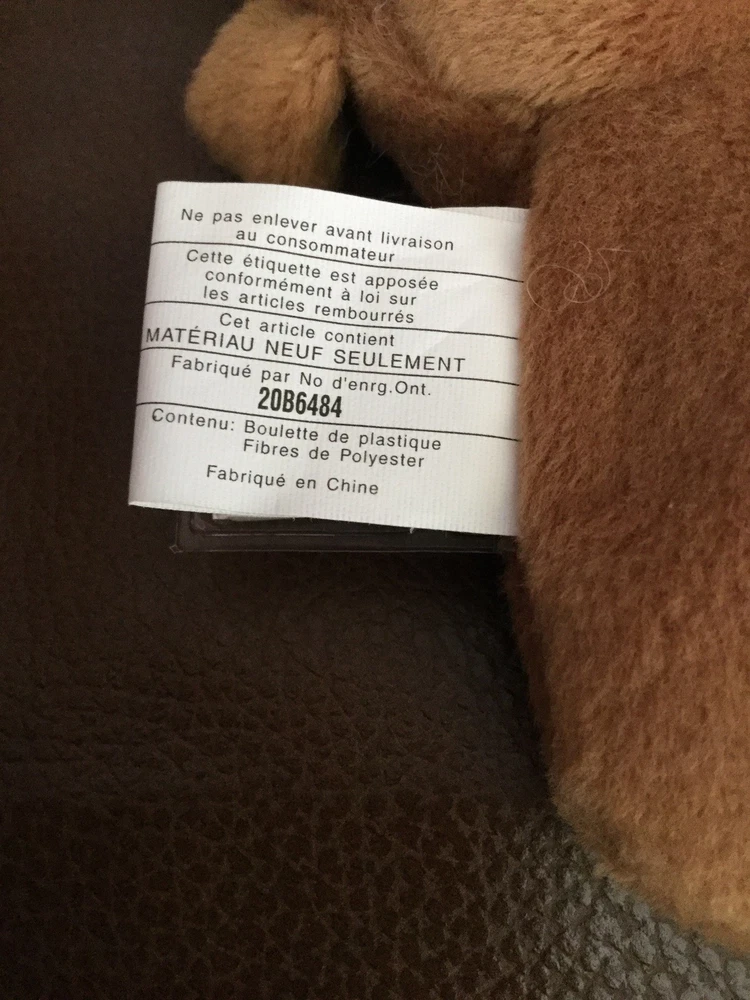 Ne pas enlever avant livraison
au consommateur
Cette étiquette est apposée
conformément à loi sur
les articles rembourrés
Cet article contient
MATÉRIAU NEUF SEULEMENT
Fabriqué par No d'enrg.Ont.
20B6484
Contenu: Boulette de plastique
Fibres de Polyester
Fabriqué en Chine